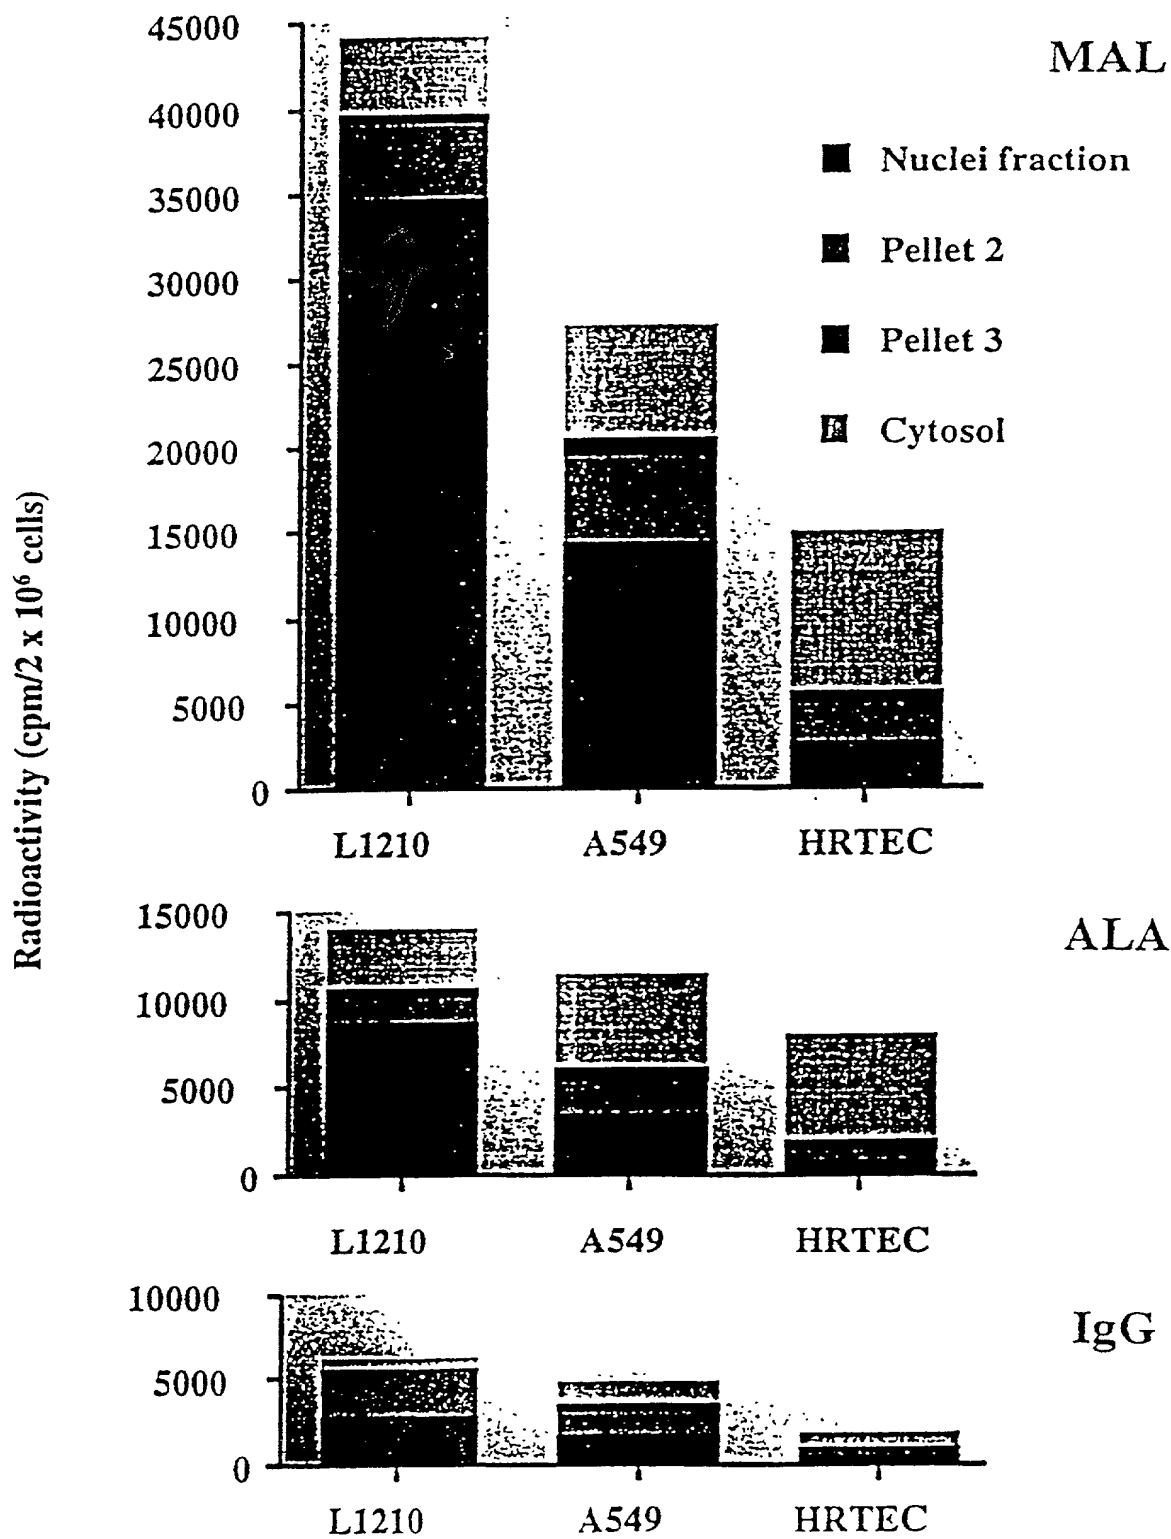 Radioactivity (cpm/2 x 10⁶ cells)
MAL
45000
40000
35000
30000
25000
20000
15000
10000
5000
0
Nuclei fraction
Pellet 2
Pellet 3
Cytosol
L1210 A549 HRTEC
ALA
15000
10000
5000
0
L1210 A549 HRTEC
IgG
10000
5000
0
L1210 A549 HRTEC